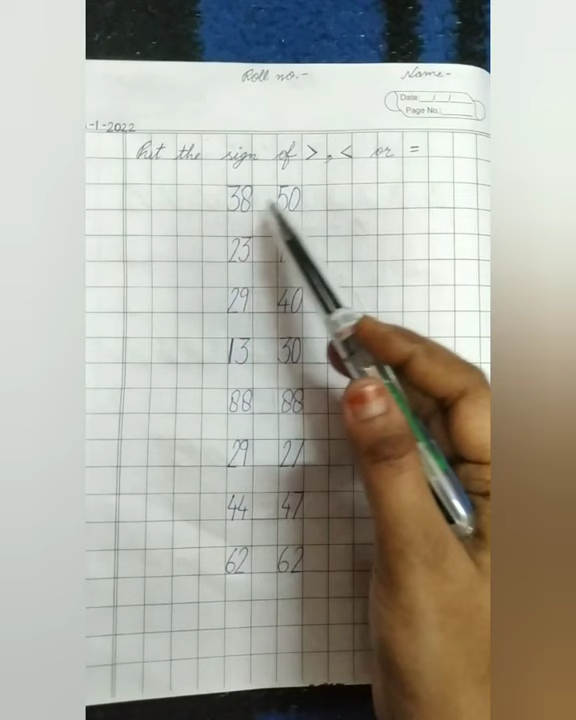 Roll no.- Name-
Date: / /
Page No.:
-1-2022
Put the sign of >, < or =
38 50
23
29 40
13 30
88 88
29 27
44 47
62 62